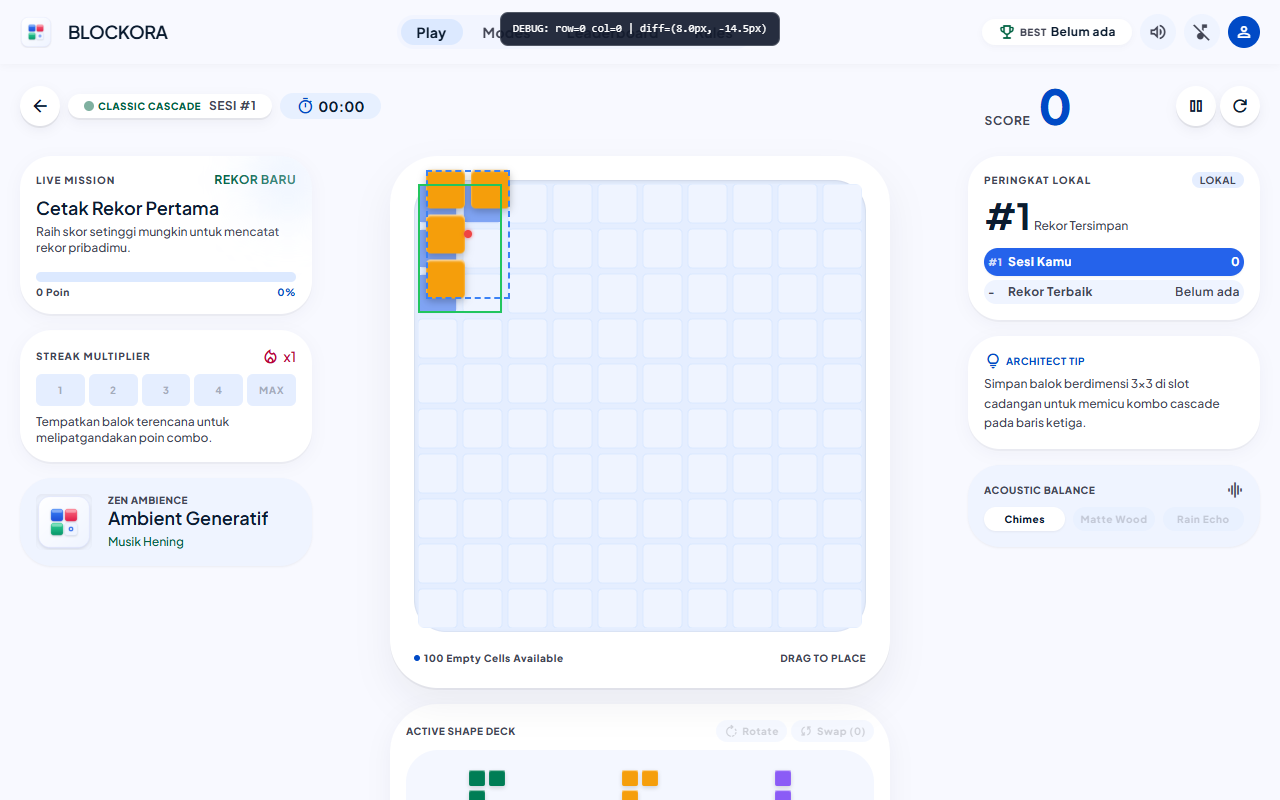 BLOCKORA
Play
DEBUG: row=0 col=0 | diff=(8.0px, -14.5px)
BEST Belum ada
CLASSIC CASCADE SESI #1
00:00
SCORE 0
LIVE MISSION
REKOR BARU
Cetak Rekor Pertama
Raih skor setinggi mungkin untuk mencatat
rekor pribadimu.
0 Poin
0%
STREAK MULTIPLIER
x1
1
2
3
4
MAX
Tempatkan balok terencana untuk
melipatgandakan poin combo.
ZEN AMBIENCE
Ambient Generatif
Musik Hening
100 Empty Cells Available
DRAG TO PLACE
ACTIVE SHAPE DECK
Rotate
Swap (0)
PERINGKAT LOKAL
LOKAL
#1 Rekor Tersimpan
#1 Sesi Kamu 0
- Rekor Terbaik Belum ada
ARCHITECT TIP
Simpan balok berdimensi 3×3 di slot
cadangan untuk memicu kombo cascade
pada baris ketiga.
ACOUSTIC BALANCE
Chimes
Matte Wood
Rain Echo